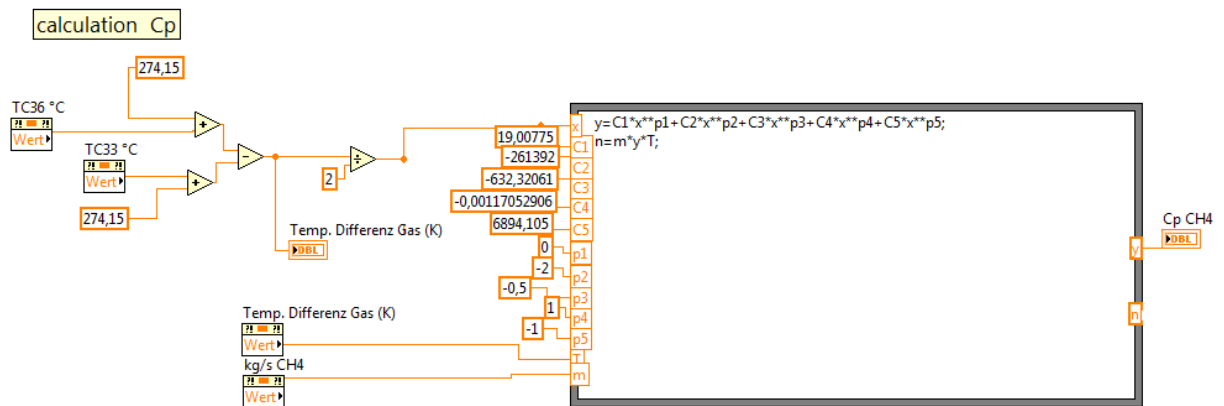 calculation Cp
274,15
TC36 °C
?! ?!
Wert
TC33 °C
?! ?!
Wert
274,15
+
+
-
÷
2
Temp. Differenz Gas (K)
DBL
19,00775
-261392
-632,32061
-0,00117052906
6894,105
0
-2
-0,5
1
-1
Temp. Differenz Gas (K)
?! ?!
Wert
kg/s CH4
?! ?!
Wert
x
C1
C2
C3
C4
C5
p1
p2
p3
p4
p5
T
m
y=C1*x**p1+C2*x**p2+C3*x**p3+C4*x**p4+C5*x**p5;
n=m*y*T;
y
n
Cp CH4
DBL